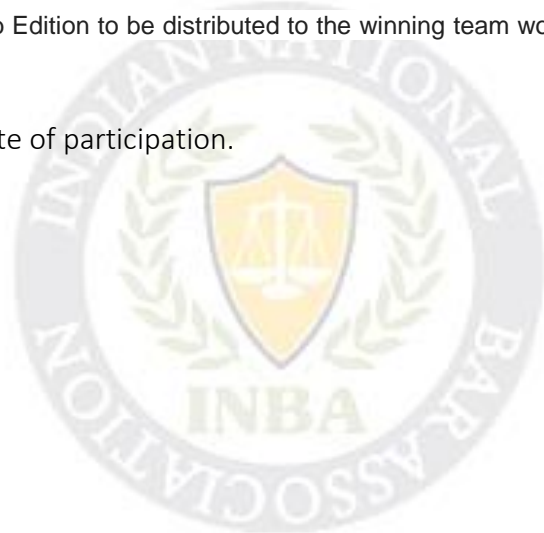 o Edition to be distributed to the winning team wo
te of participation.
INDIAN NATIONAL
INBA
BAR ASSOCIATION